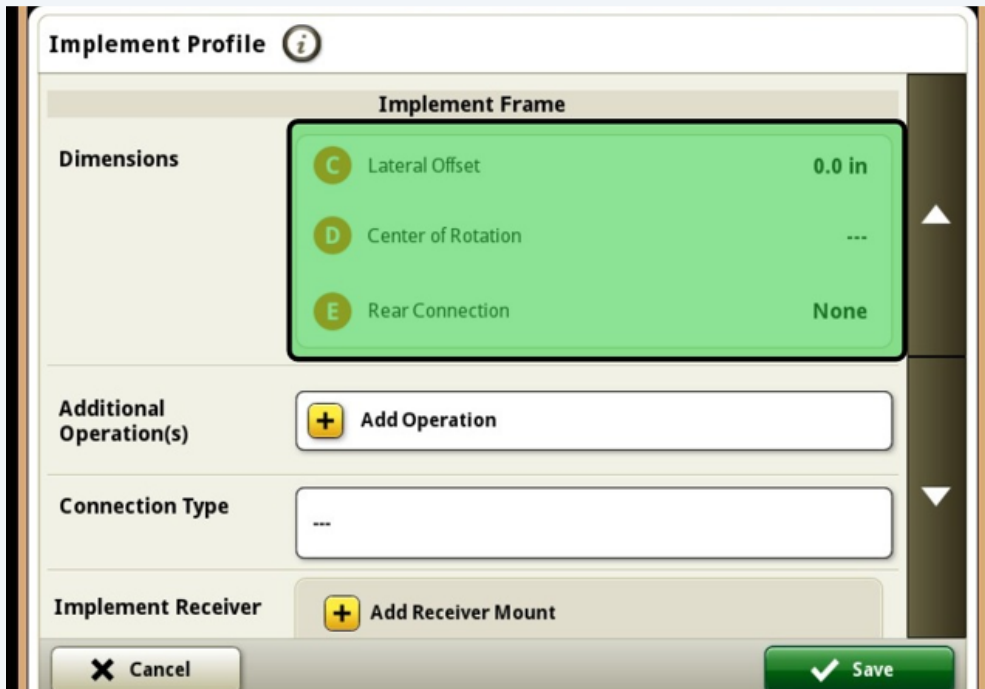 Implement Profile i
Implement Frame
Dimensions
C Lateral Offset 0.0 in
D Center of Rotation ---
E Rear Connection None
Additional
Operation(s)
+ Add Operation
Connection Type
---
Implement Receiver
+ Add Receiver Mount
Cancel
Save